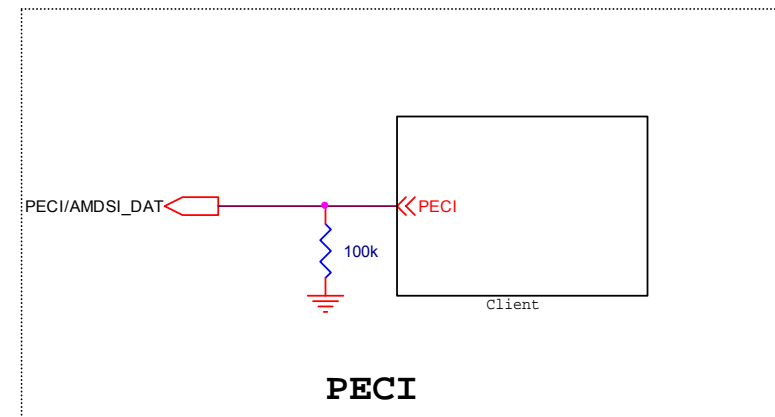 PECI/AMDSI_DAT
PECI
100k
Client
PECI